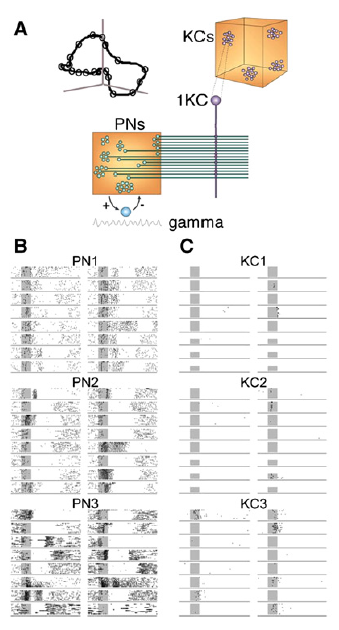 A
KCs
1KC
PNs
+ -
gamma
B
PN1
PN2
PN3
C
KC1
KC2
KC3